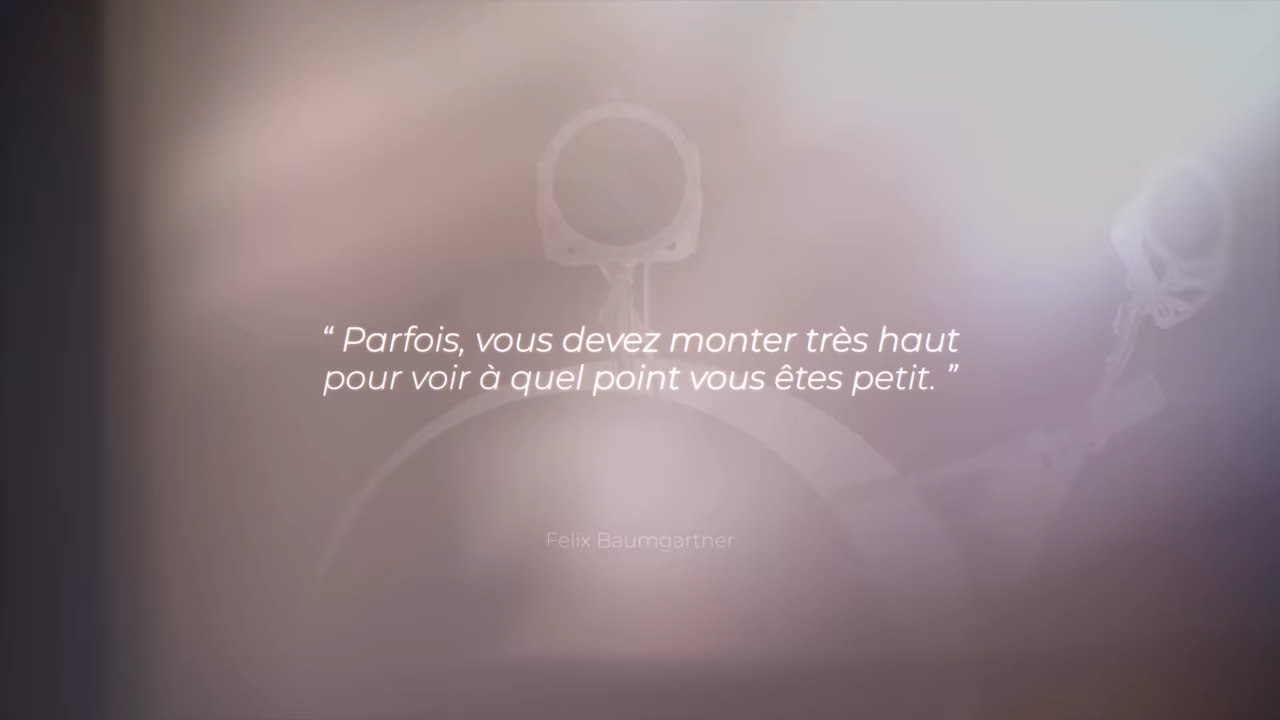 “ Parfois, vous devez monter très haut
pour voir à quel point vous êtes petit. ”
Felix Baumgartner